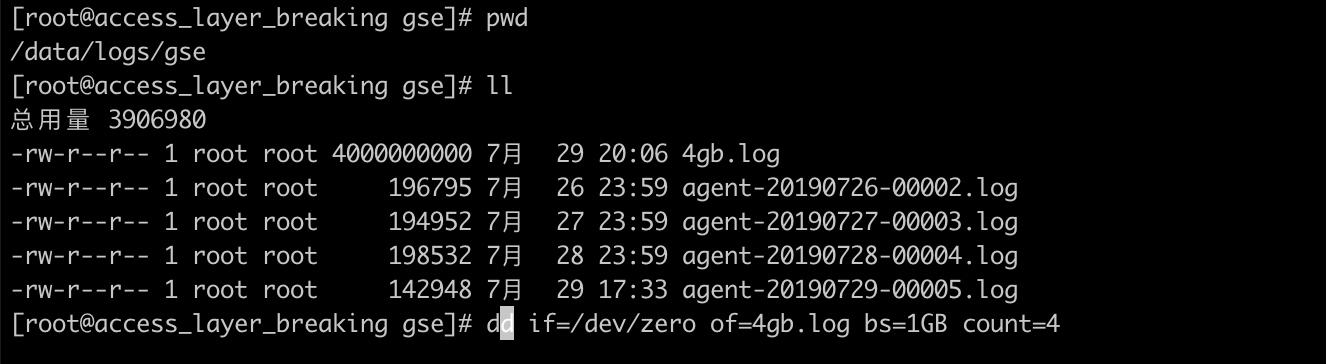 [root@access_layer_breaking gse]# pwd
/data/logs/gse
[root@access_layer_breaking gse]# ll
总用量 3906980
-rw-r--r-- 1 root root 4000000000 7月  29 20:06 4gb.log
-rw-r--r-- 1 root root     196795 7月  26 23:59 agent-20190726-00002.log
-rw-r--r-- 1 root root     194952 7月  27 23:59 agent-20190727-00003.log
-rw-r--r-- 1 root root     198532 7月  28 23:59 agent-20190728-00004.log
-rw-r--r-- 1 root root     142948 7月  29 17:33 agent-20190729-00005.log
[root@access_layer_breaking gse]# dd if=/dev/zero of=4gb.log bs=1GB count=4